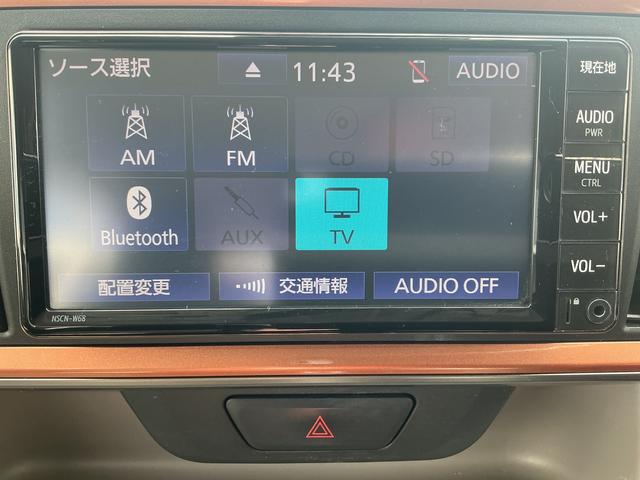 ソース選択
11:43
AUDIO
現在地
AM
FM
CD
SD
AUDIO
PWR
MENU
CTRL
Bluetooth
AUX
TV
VOL+
VOL-
配置変更
交通情報
AUDIO OFF
NSCN-W68